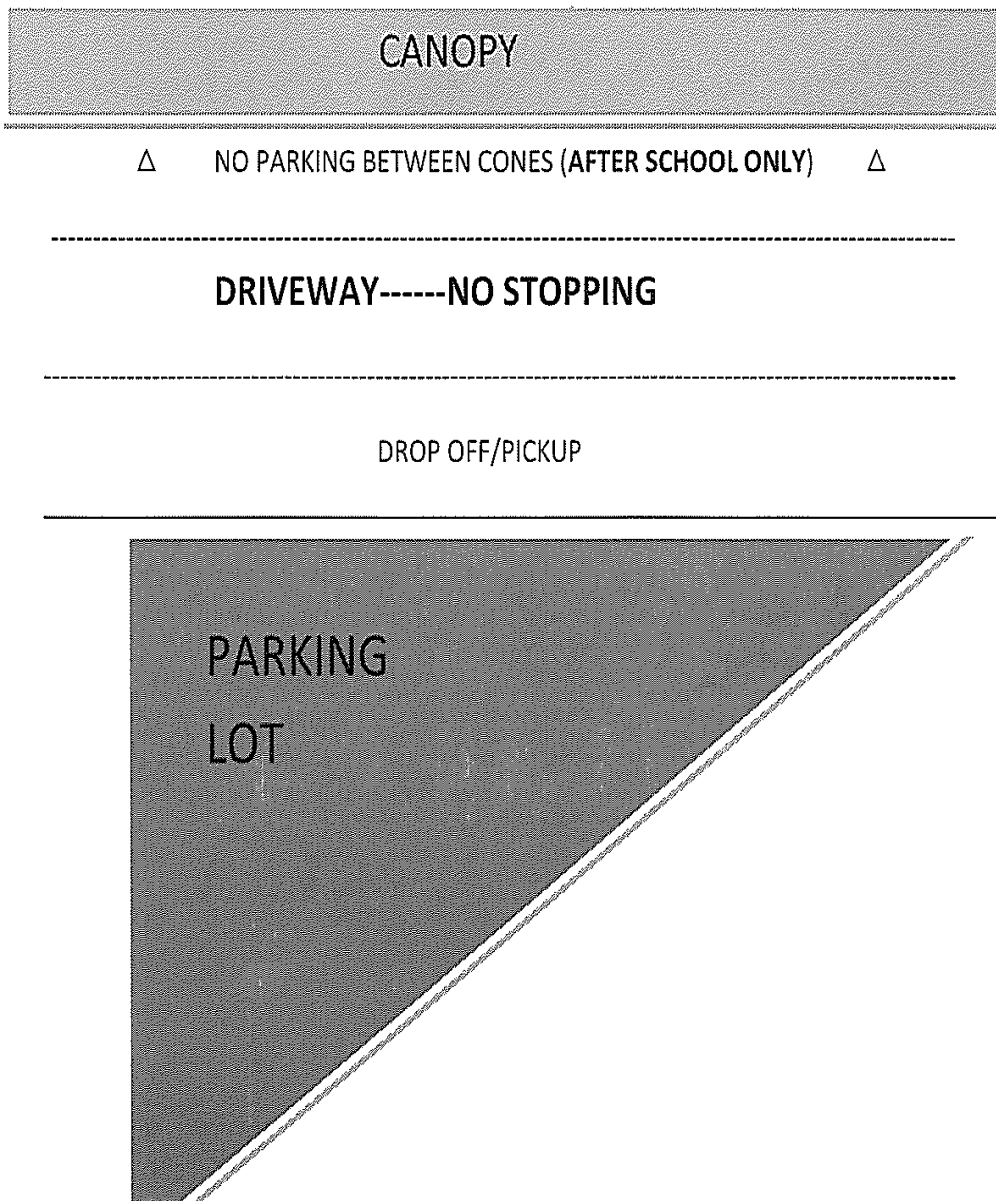 CANOPY
Δ NO PARKING BETWEEN CONES (AFTER SCHOOL ONLY) Δ
DRIVEWAY------NO STOPPING
DROP OFF/PICKUP
PARKING
LOT